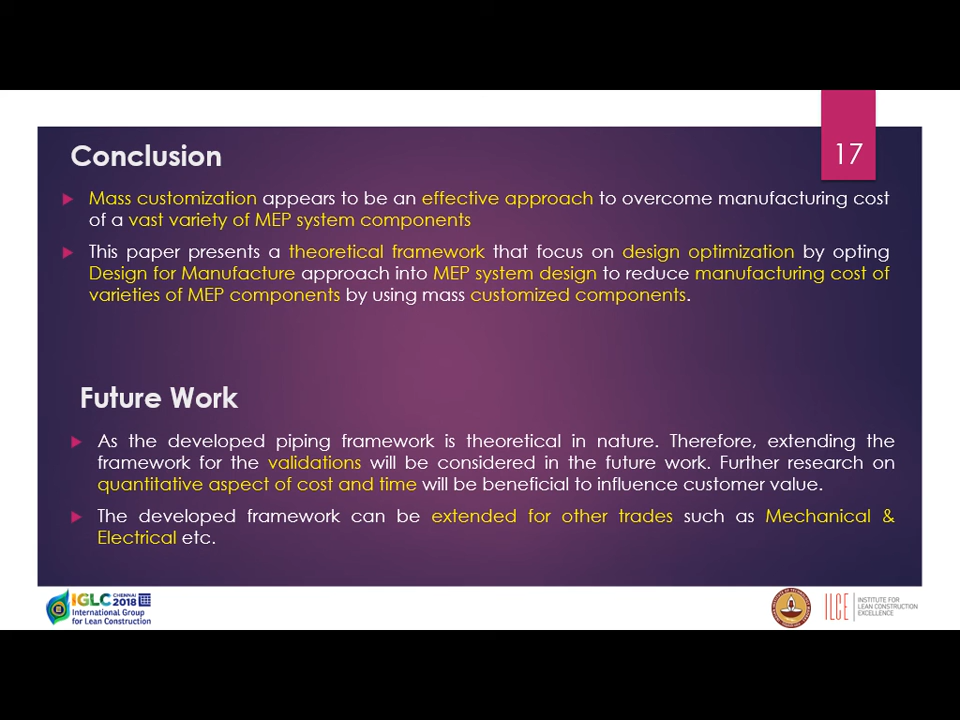 17
Conclusion
Mass customization appears to be an effective approach to overcome manufacturing cost
of a vast variety of MEP system components
This paper presents a theoretical framework that focus on design optimization by opting
Design for Manufacture approach into MEP system design to reduce manufacturing cost of
varieties of MEP components by using mass customized components.
Future Work
As the developed piping framework is theoretical in nature. Therefore, extending the
framework for the validations will be considered in the future work. Further research on
quantitative aspect of cost and time will be beneficial to influence customer value.
The developed framework can be extended for other trades such as Mechanical &
Electrical etc.
IGLC CHENNAI 2018
International Group
for Lean Construction
ILCE
INSTITUTE FOR
LEAN CONSTRUCTION
EXCELLENCE